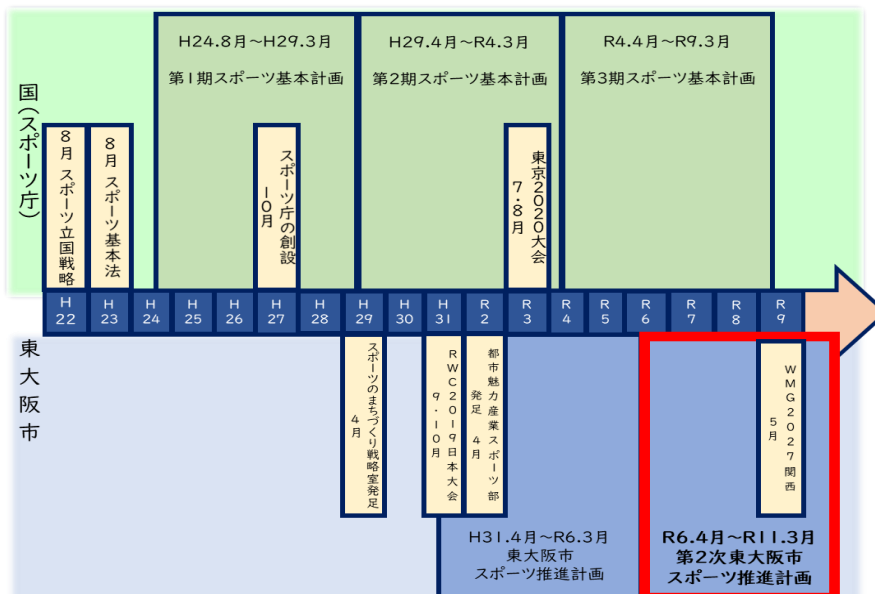 国(スポーツ庁)
H24.8月～H29.3月
第1期スポーツ基本計画
H29.4月～R4.3月
第2期スポーツ基本計画
R4.4月～R9.3月
第3期スポーツ基本計画
8月 スポーツ立国戦略
8月 スポーツ基本法
スポーツ庁の創設
10月
東京2020大会
7・8月
H22
H23
H24
H25
H26
H27
H28
H29
H30
H31
R2
R3
R4
R5
R6
R7
R8
R9
東大阪市
スポーツのまちづくり戦略室発足
4月
RWC2019日本大会
9・10月
都市魅力産業スポーツ部
発足 4月
WMG2027関西
5月
H31.4月～R6.3月
東大阪市
スポーツ推進計画
R6.4月～R11.3月
第2次東大阪市
スポーツ推進計画